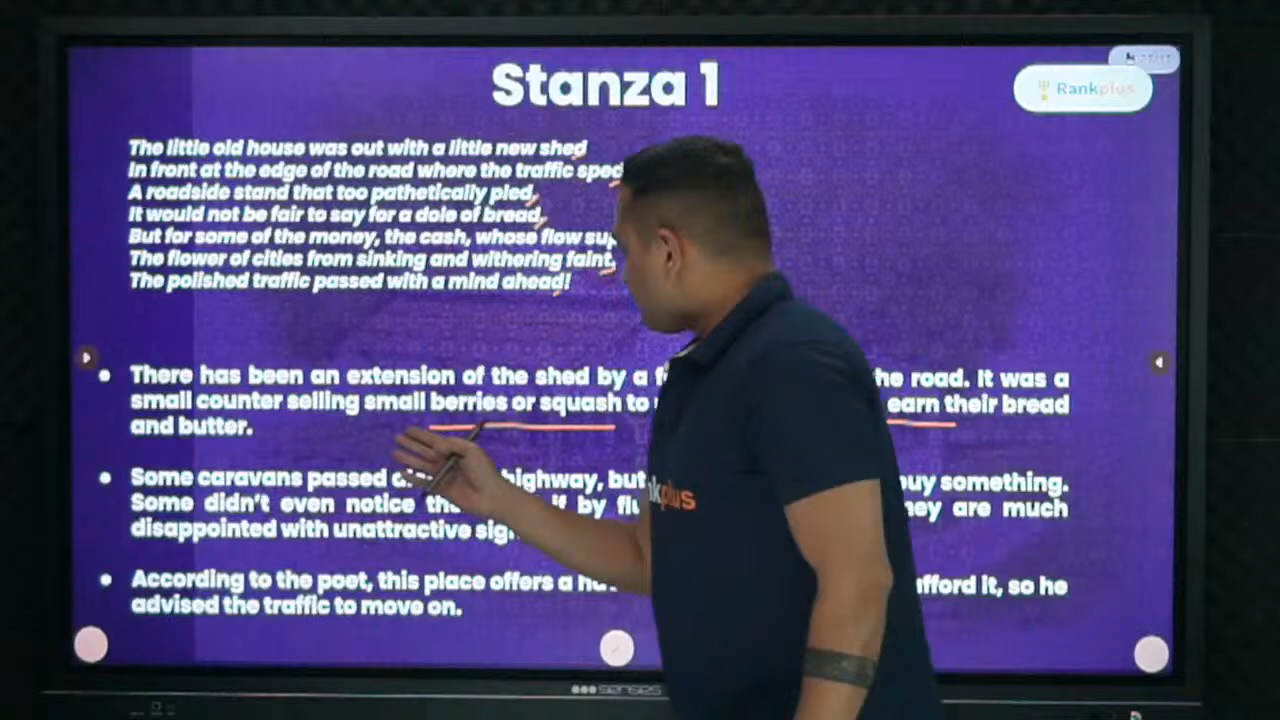 Stanza 1
Rankplus
The little old house was out with a little new shed
In front at the edge of the road where the traffic sped
A roadside stand that too pathetically pled,
It would not be fair to say for a dole of bread,
But for some of the money, the cash, whose flow
The flower of cities from sinking and withering faint,
The polished traffic passed with a mind ahead!
There has been an extension of the shed by a he road. It was a
small counter selling small berries or squash to earn their bread
and butter.
Some caravans passed highway, but buy something.
Some didn't even notice if by are much
disappointed with unattractive
According to the poet, this place offers a afford it, so he
advised the traffic to move on.
kplus
senses